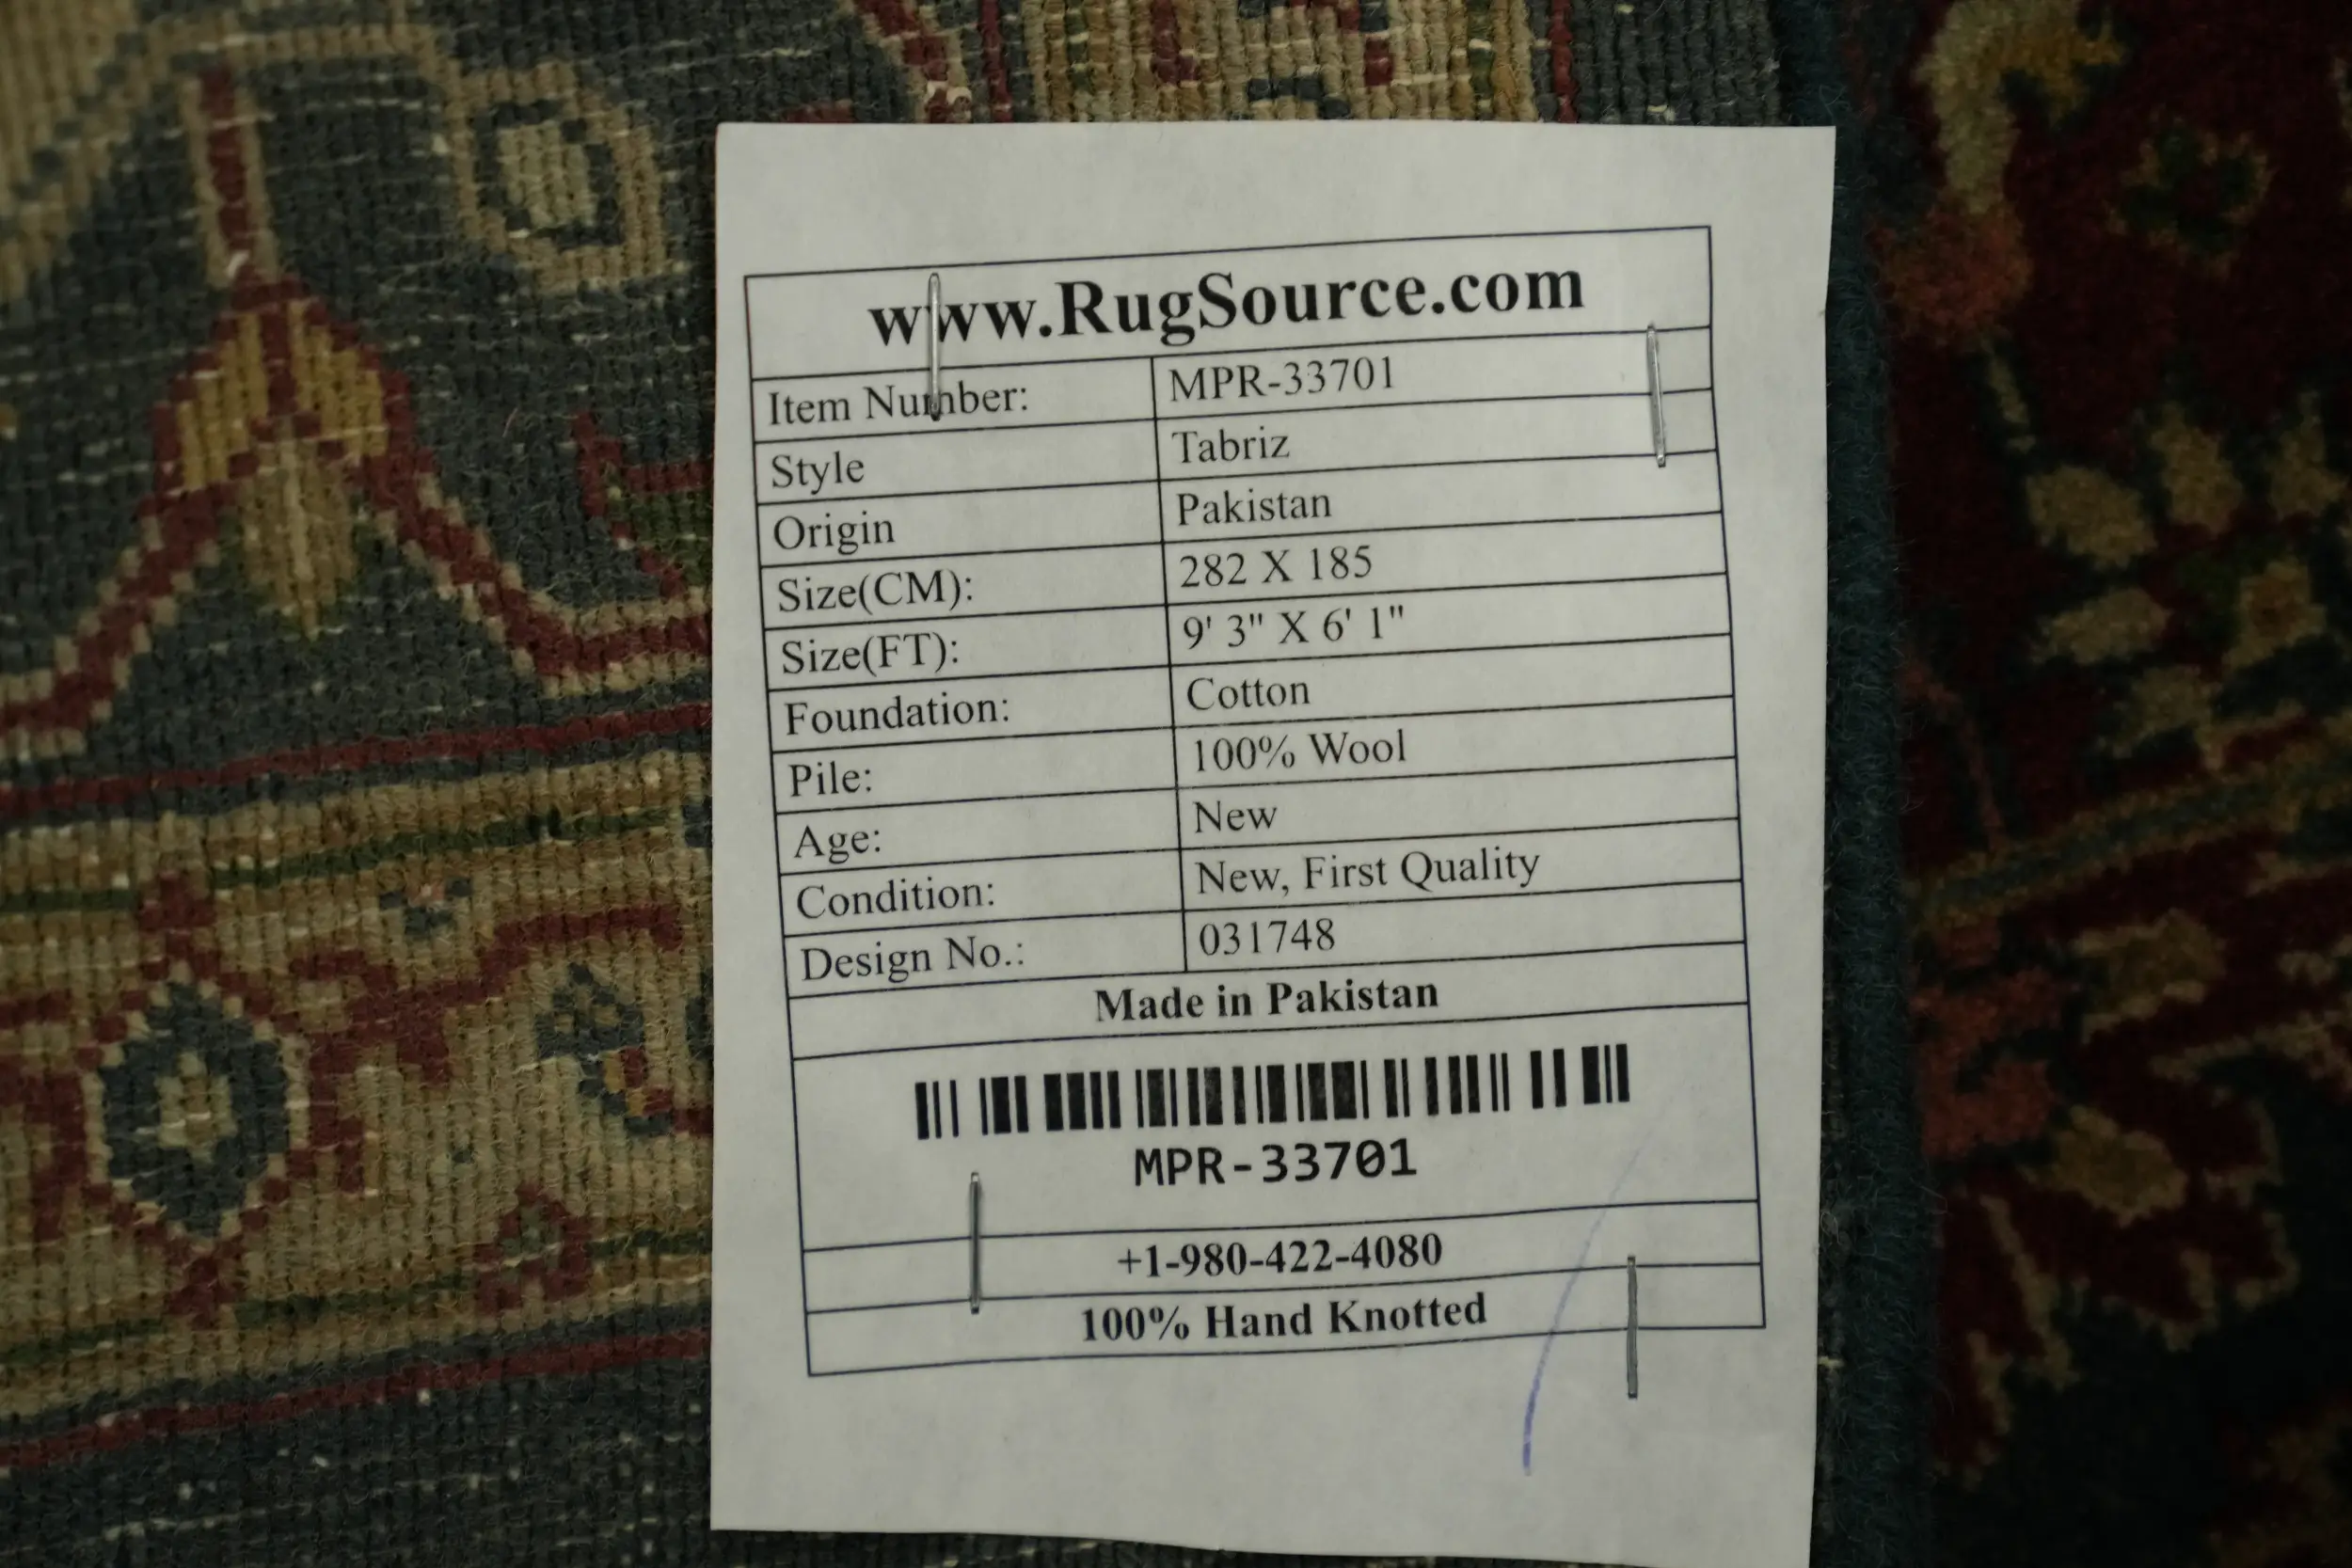 www.RugSource.com
Item Number: MPR-33701
Style Tabriz
Origin Pakistan
Size(CM): 282 X 185
Size(FT): 9' 3" X 6' 1"
Foundation: Cotton
Pile: 100% Wool
Age: New
Condition: New, First Quality
Design No.: 031748
Made in Pakistan
MPR-33701
+1-980-422-4080
100% Hand Knotted